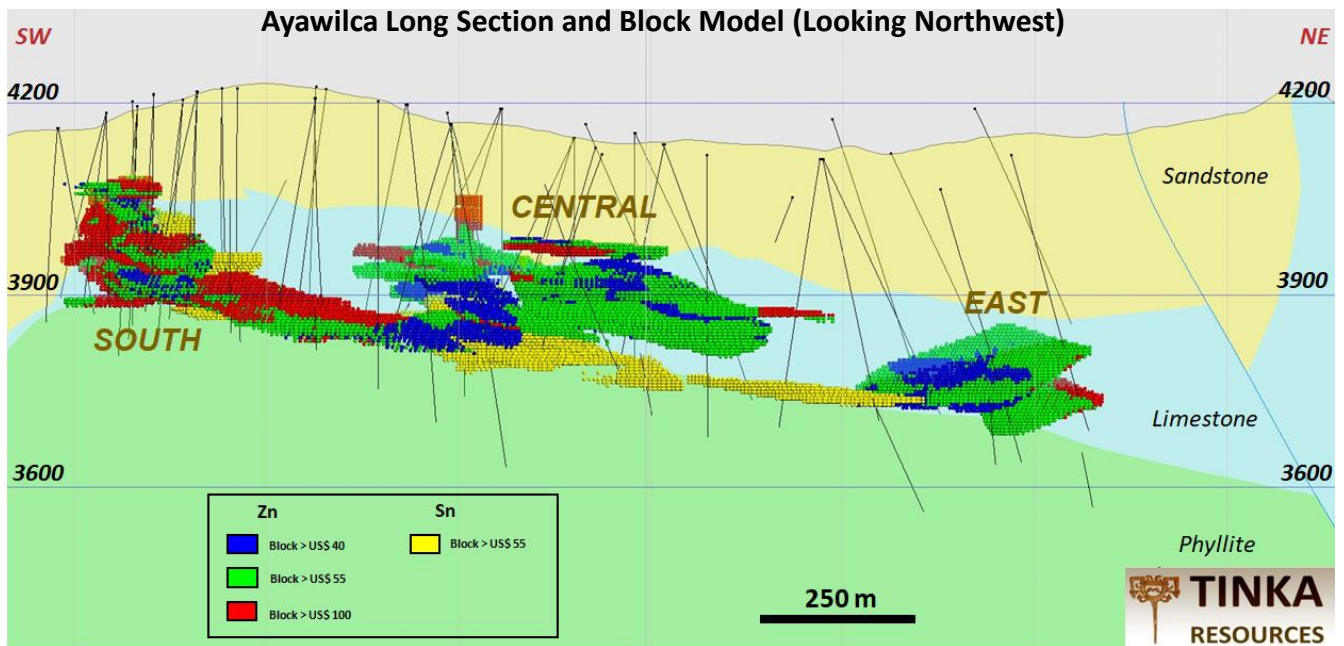 Ayawilca Long Section and Block Model (Looking Northwest)
SW
NE
4200
4200
Sandstone
CENTRAL
3900
3900
EAST
SOUTH
Limestone
3600
3600
Zn
Sn
Block > US$ 40
Block > US$ 55
Block > US$ 55
Block > US$ 100
Phyllite
250 m
TINKA
RESOURCES